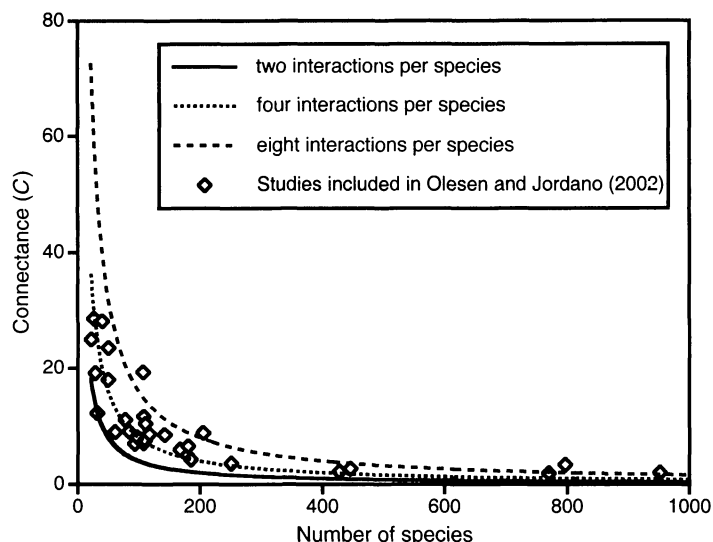 80
60
40
20
0
Connectance (C)
two interactions per species
four interactions per species
eight interactions per species
Studies included in Olesen and Jordano (2002)
0
200
400
600
800
1000
Number of species